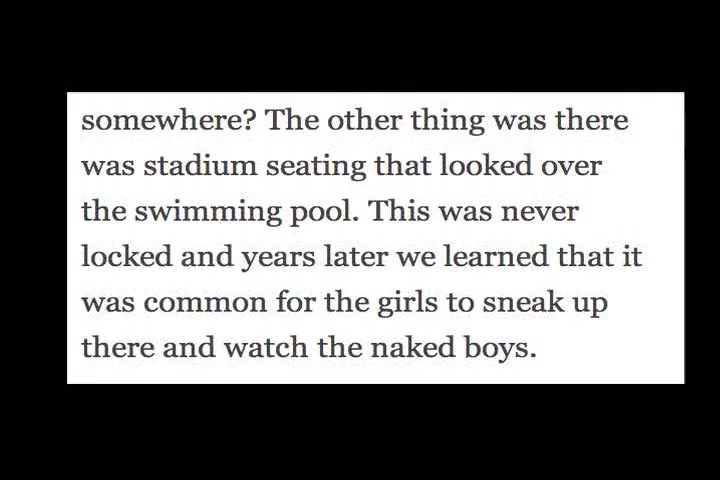 somewhere? The other thing was there
was stadium seating that looked over
the swimming pool. This was never
locked and years later we learned that it
was common for the girls to sneak up
there and watch the naked boys.